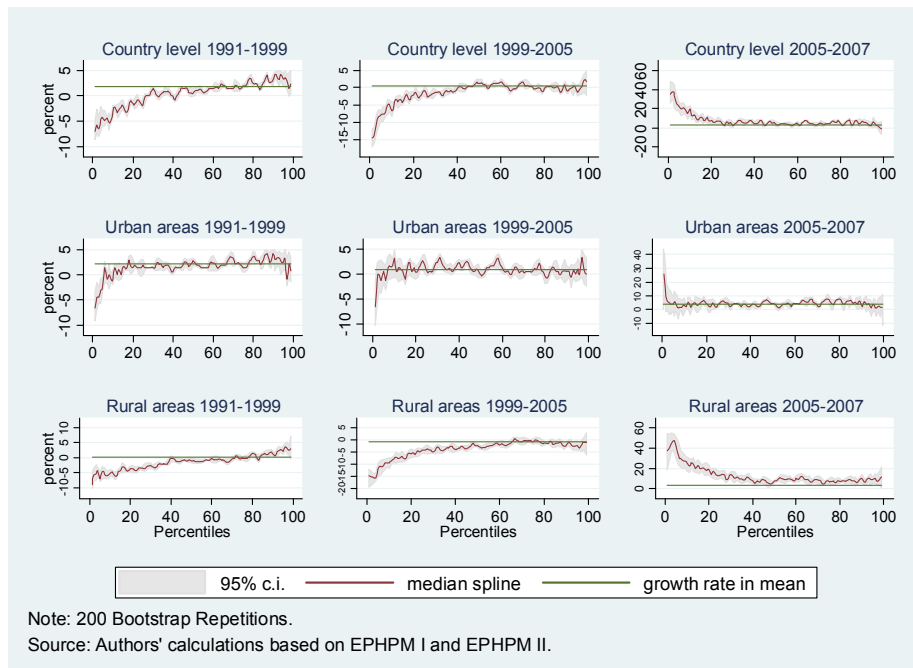 Country level 1991-1999
Country level 1999-2005
Country level 2005-2007
percent
5
0
-5
-10
0 20 40 60 80 100
5
0
-5
-10
-15
0 20 40 60 80 100
4060
20
0
-20
0 20 40 60 80 100
Urban areas 1991-1999
Urban areas 1999-2005
Urban areas 2005-2007
percent
5
0
-5
-10
0 20 40 60 80 100
5
0
-5
-10
0 20 40 60 80 100
40
30
20
10
0
-10
0 20 40 60 80 100
Rural areas 1991-1999
Rural areas 1999-2005
Rural areas 2005-2007
percent
10
5
0
-5
-10
0 20 40 60 80 100
Percentiles
5
0
-5
-10
-15
-20
0 20 40 60 80 100
Percentiles
60
40
20
0
0 20 40 60 80 100
Percentiles
95% c.i. median spline growth rate in mean
Note: 200 Bootstrap Repetitions.
Source: Authors' calculations based on EPHPM I and EPHPM II.